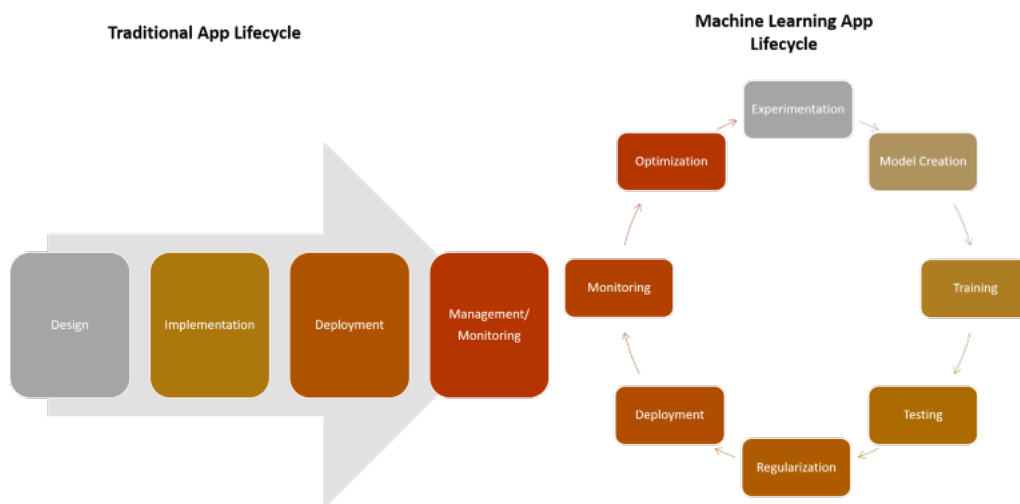 Traditional App Lifecycle
Design
Implementation
Deployment
Management/
Monitoring
Machine Learning App
Lifecycle
Experimentation
Model Creation
Training
Testing
Regularization
Deployment
Monitoring
Optimization